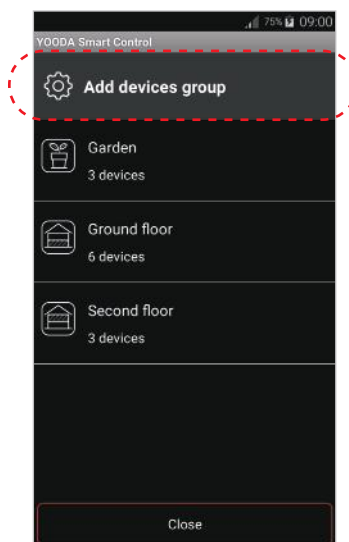 75% 09:00
YOODA Smart Control
Add devices group
Garden
3 devices
Ground floor
6 devices
Second floor
3 devices
Close